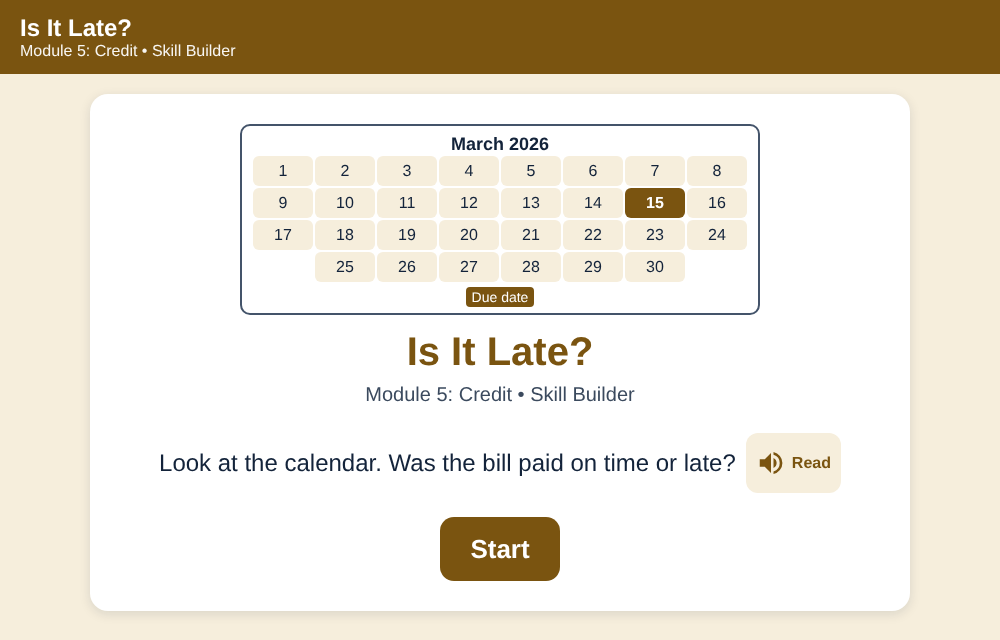 Is It Late?
Module 5: Credit • Skill Builder
March 2026
1 2 3 4 5 6 7 8
9 10 11 12 13 14 15 16
17 18 19 20 21 22 23 24
25 26 27 28 29 30
Due date
Is It Late?
Module 5: Credit • Skill Builder
Look at the calendar. Was the bill paid on time or late? Read
Start